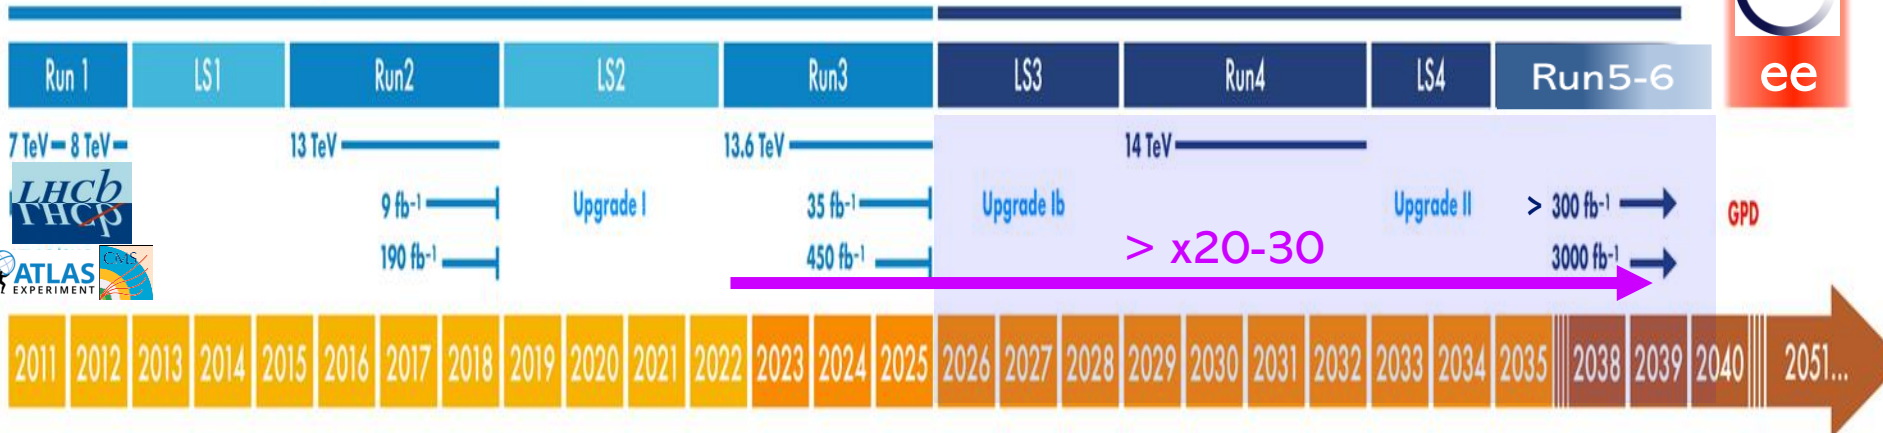 Run 1 LS1 Run2 LS2 Run3 LS3 Run4 LS4 Run5-6 ee
7 TeV 8 TeV 13 TeV 13.6 TeV 14 TeV
LHCb 9 fb-1 Upgrade I 35 fb-1 Upgrade Ib Upgrade II > 300 fb-1 GPD
LHCb
ATLAS CMS 190 fb-1 450 fb-1 > x20-30 3000 fb-1
EXPERIMENT
2011 2012 2013 2014 2015 2016 2017 2018 2019 2020 2021 2022 2023 2024 2025 2026 2027 2028 2029 2030 2031 2032 2033 2034 2035 2038 2039 2040 2051...